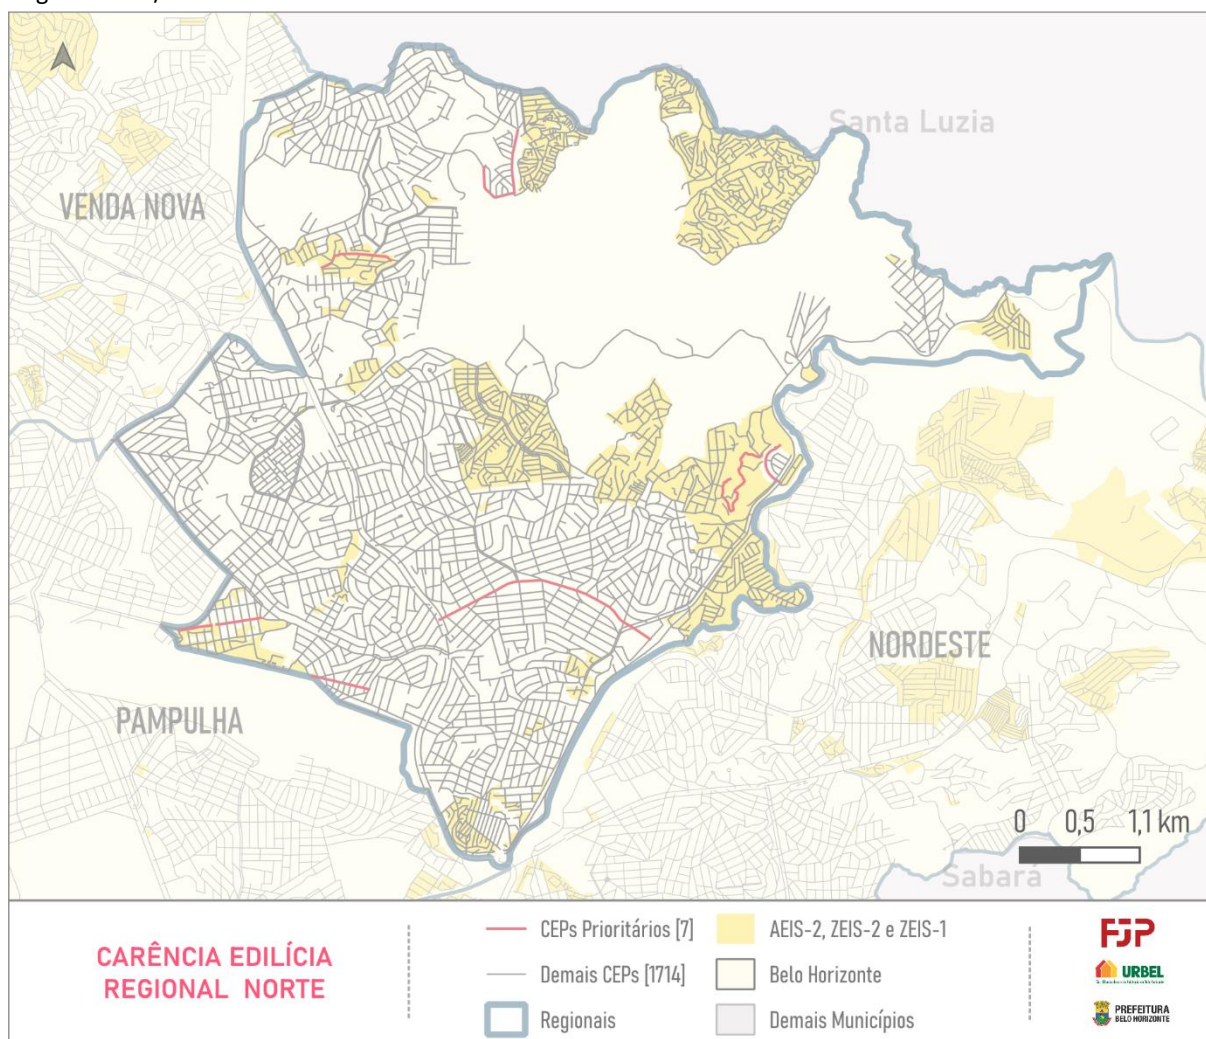 Santa Luzia
VENDA NOVA
NORDESTE
PAMPULHA
0 0,5 1,1 km
Sabará
CARÊNCIA EDILÍCIA
REGIONAL NORTE
CEPs Prioritários [7]
Demais CEPs [1714]
Regionais
AEIS-2, ZEIS-2 e ZEIS-1
Belo Horizonte
Demais Municípios
FJP
URBEL
PREFEITURA
BELO HORIZONTE